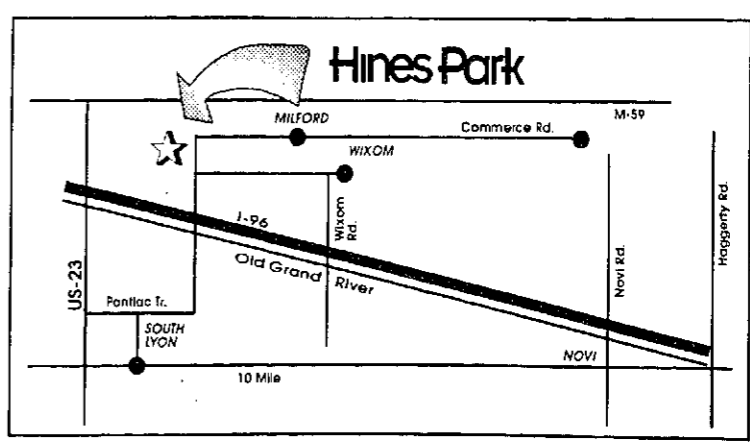 Hines Park
M-59
MILFORD
Commerce Rd.
WIXOM
Haggerty Rd.
I-96
Wixom
Rd.
Old Grand River
Novi Rd.
US-23
Pontiac Tr.
SOUTH
LYON
NOVI
10 Mile